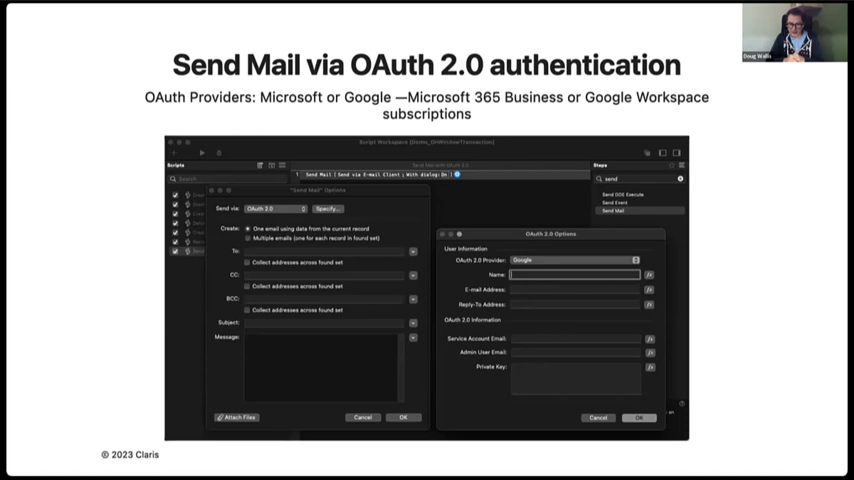 Send Mail via OAuth 2.0 authentication
OAuth Providers: Microsoft or Google —Microsoft 365 Business or Google Workspace
subscriptions
Doug Wallis
Script Workspace
Scripts
Search
1 Send Mail [ Send via E-mail Client ; With dialog: On ]
Steps
send
Send DDE Execute
Send Event
Send Mail
"Send Mail" Options
Send via: OAuth 2.0 Specify...
Create: One email using data from the current record
Multiple emails (one for each record in found set)
To:
Collect addresses across found set
CC:
Collect addresses across found set
BCC:
Collect addresses across found set
Subject:
Message:
Attach Files
Cancel
OK
OAuth 2.0 Options
User Information
OAuth 2.0 Provider: Google
Name:
E-mail Address:
Reply-To Address:
OAuth 2.0 Information
Service Account Email:
Admin User Email:
Private Key:
Cancel
OK
© 2023 Claris